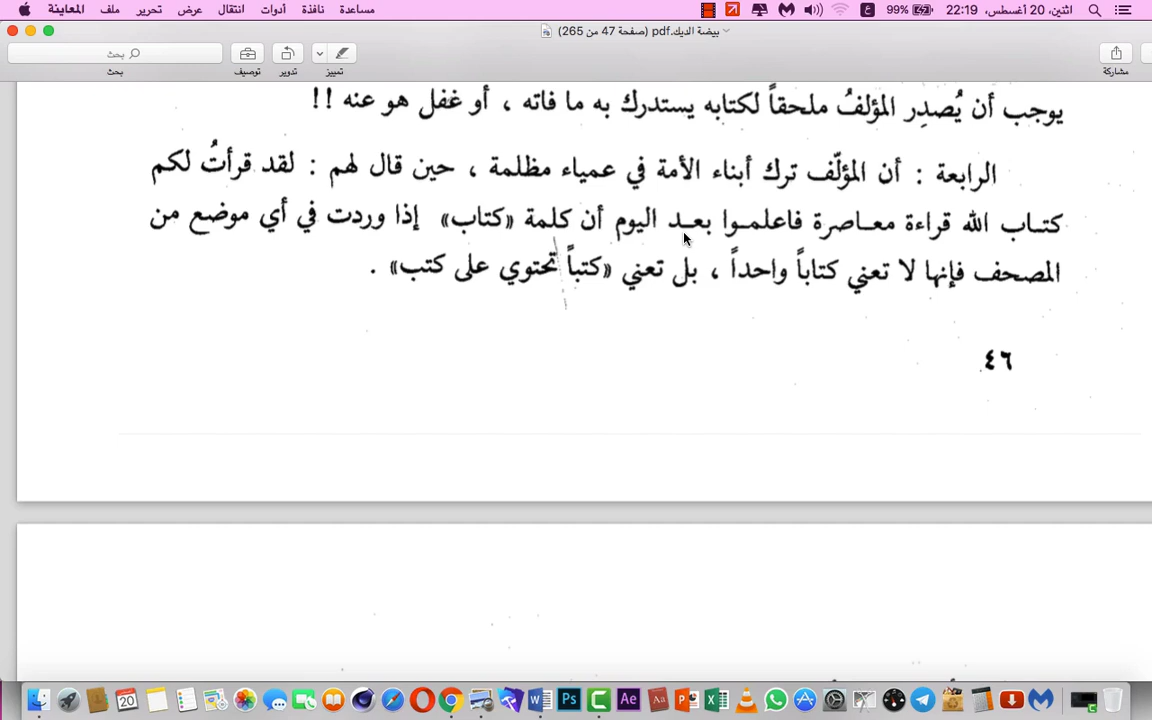 المعاينة ملف تحرير عرض انتقال أدوات نافذة مساعدة
99% اثنين، 20 أغسطس، 22:19
بيضة الديك.pdf (صفحة 47 من 265)
بحث
بحث توصيف تدوير تمييز مشاركة
يوجب أن يُصدِر المؤلفُ ملحقاً لكتابه يستدرك به ما فاته ، أو غفل هو عنه !!
الرابعة : أن المؤلّف ترك أبناء الأمة في عمياء مظلمة ، حين قال لهم : لقد قرأتُ لكم
كتاب الله قراءة معاصرة فاعلموا بعد اليوم أن كلمة «كتاب» إذا وردت في أي موضع من
المصحف فإنها لا تعني كتاباً واحداً ، بل تعني «كتباً تحتوي على كتب» .
٤٦
20